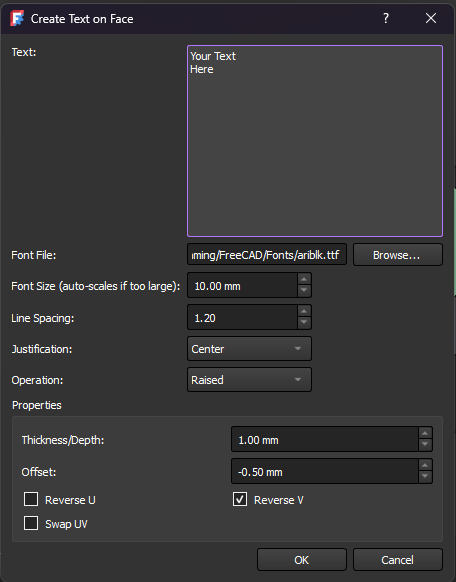 Create Text on Face
?
Text:
Your Text
Here
Font File:
ming/FreeCAD/Fonts/ariblk.ttf
Browse...
Font Size (auto-scales if too large):
10.00 mm
Line Spacing:
1.20
Justification:
Center
Operation:
Raised
Properties
Thickness/Depth:
1.00 mm
Offset:
-0.50 mm
Reverse U
Reverse V
Swap UV
OK
Cancel